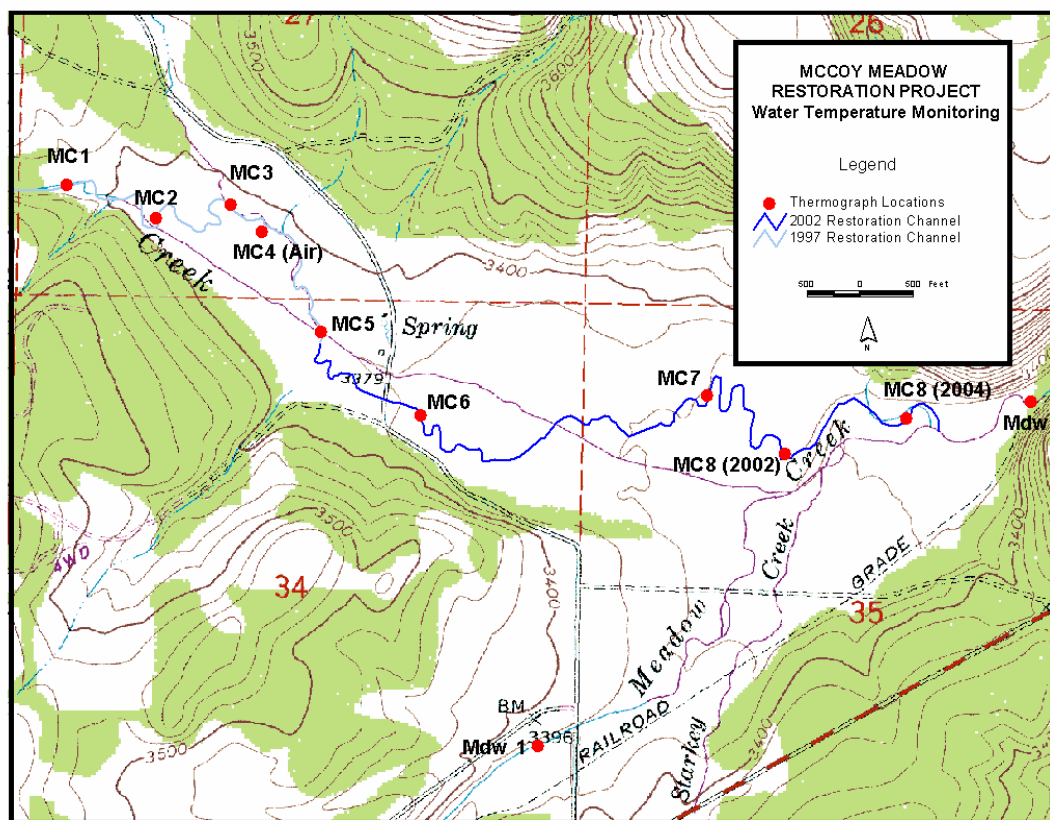 27
26
3500
3600
MCCOY MEADOW
RESTORATION PROJECT
Water Temperature Monitoring
Legend
Thermograph Locations
2002 Restoration Channel
1997 Restoration Channel
500 0 500 Feet
N
MC1
MC2
MC3
MC4 (Air)
Creek
3400
MC5
Spring
3379
MC6
MC7
MC8 (2004)
Mdw
MC8 (2002)
Creek
3500
4WD
34
3400
Creek
GRADE
35
3400
Meadow
BM
3396
Mdw 1
RAILROAD
Starkey
3500
3400